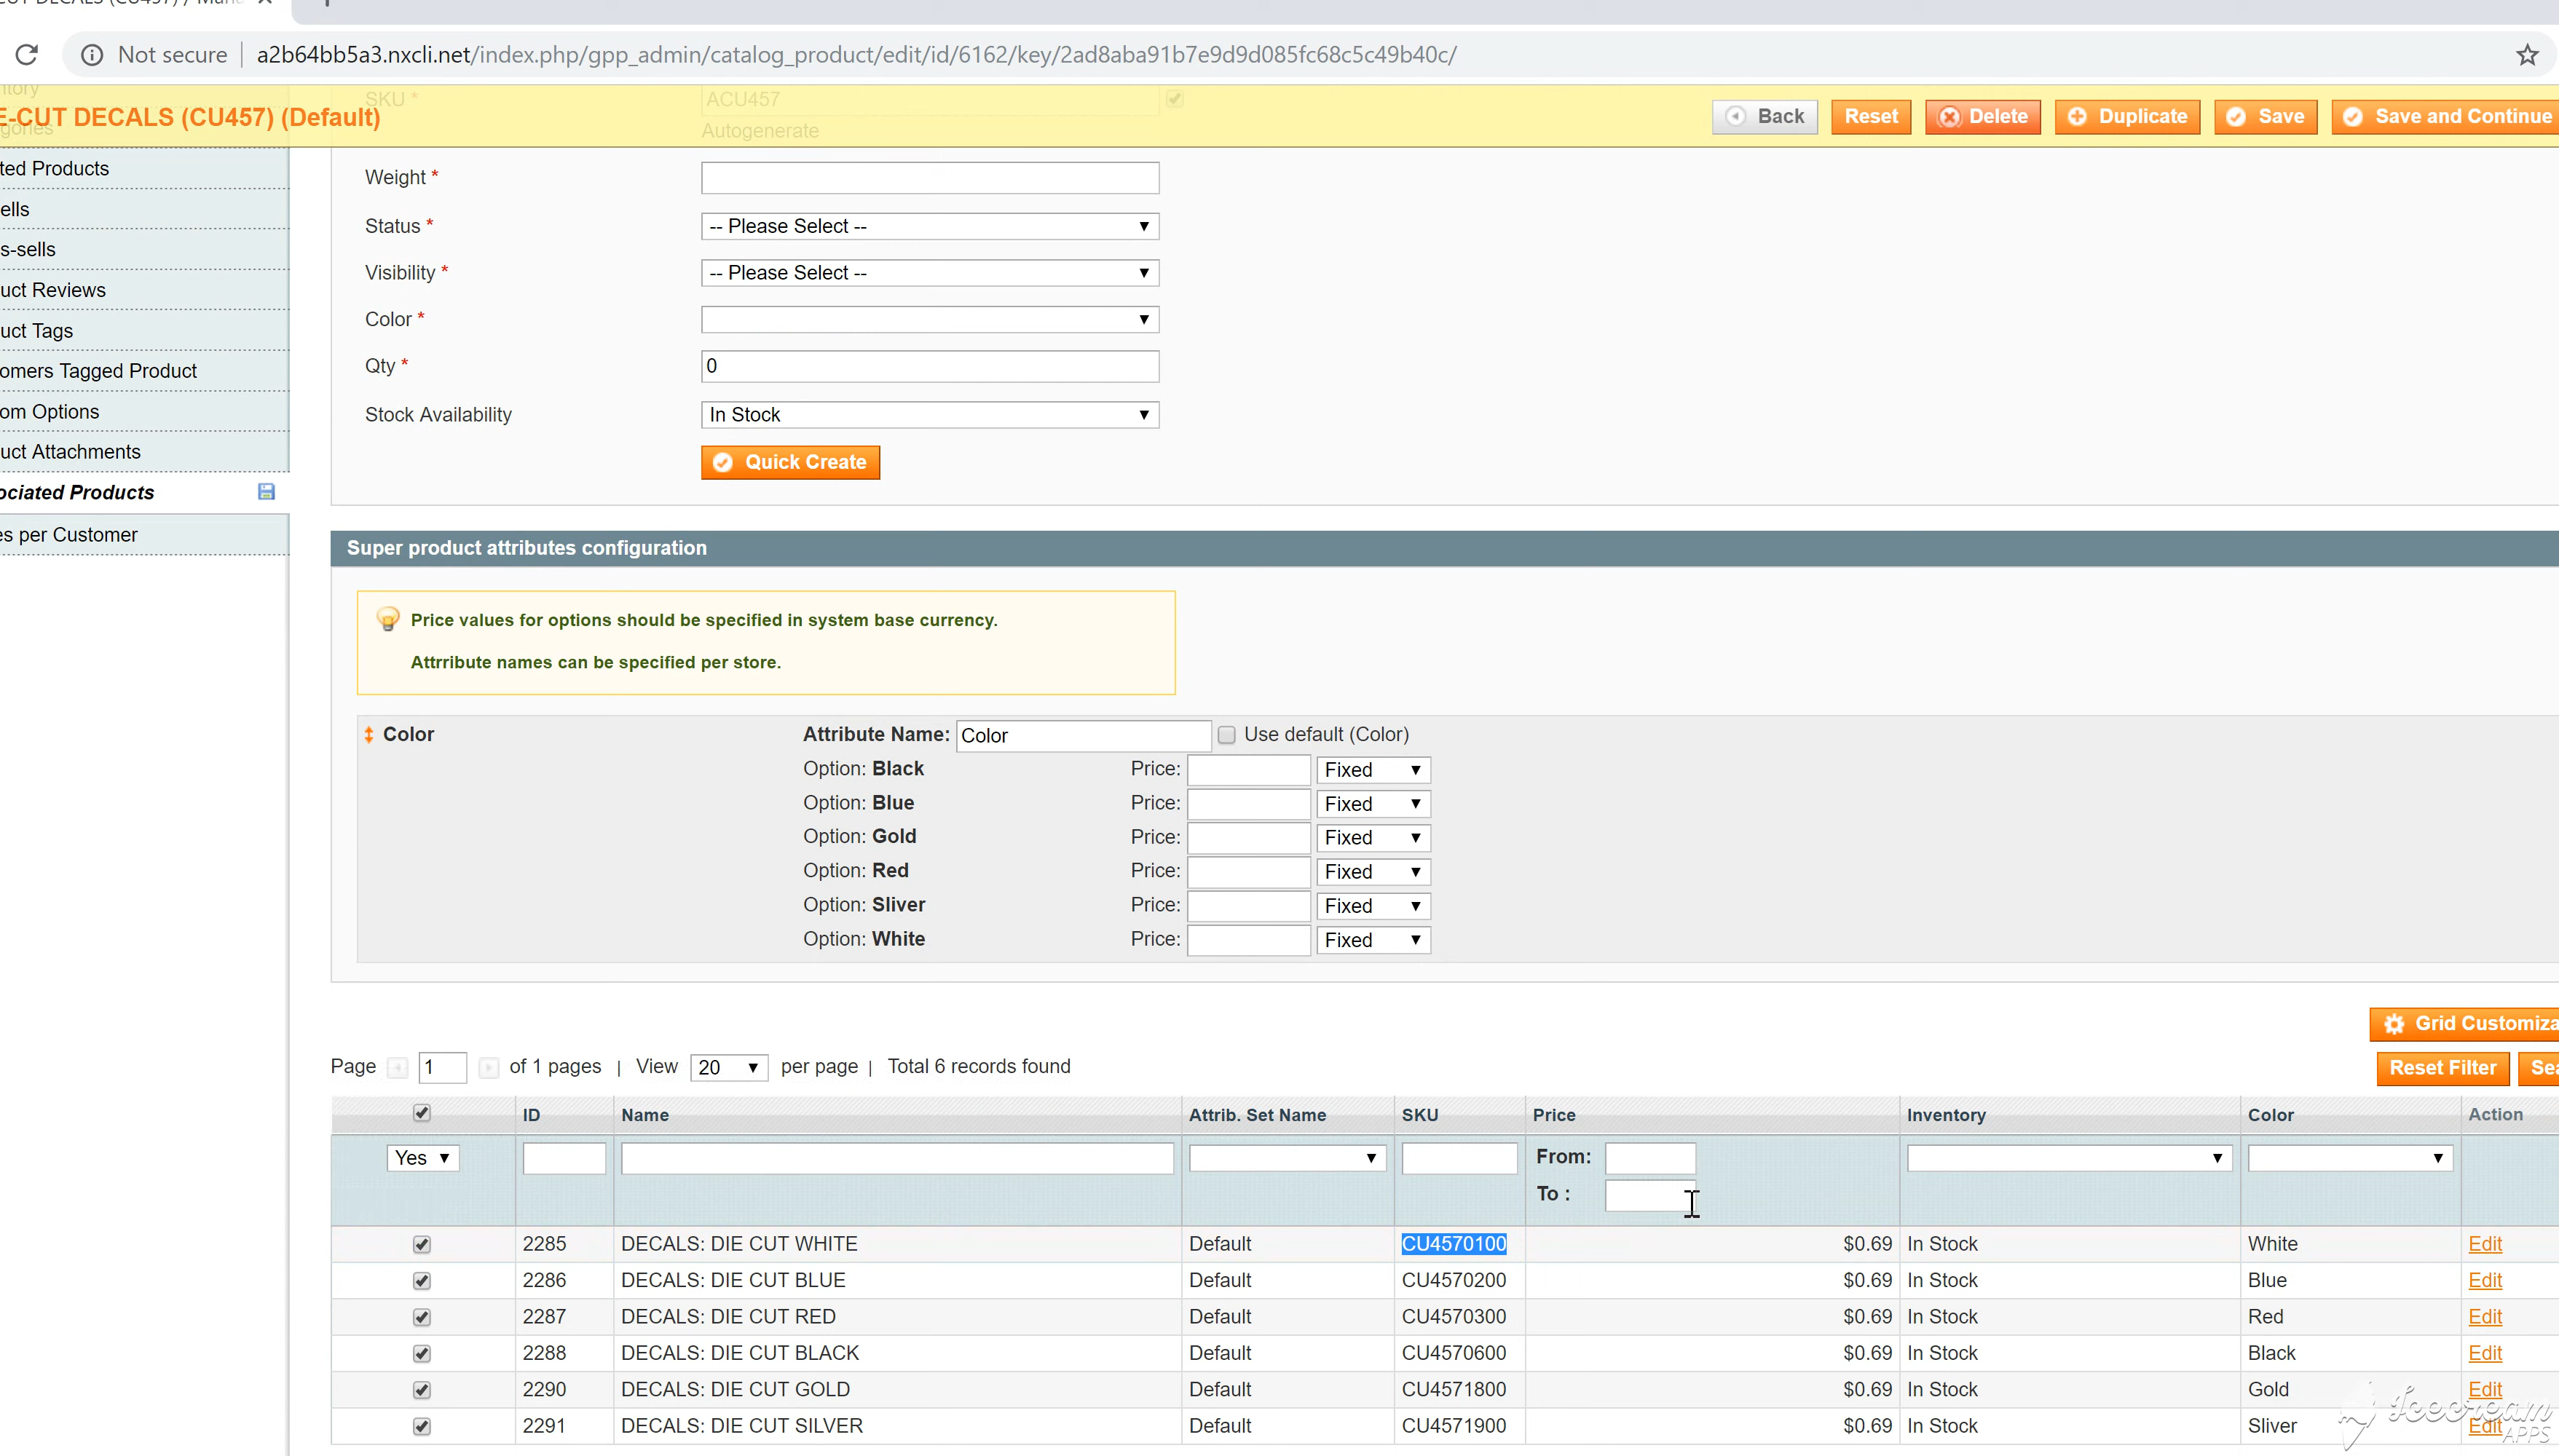 CUT DECALS (CU457) / Mana
Not secure | a2b64bb5a3.nxcli.net/index.php/gpp_admin/catalog_product/edit/id/6162/key/2ad8aba91b7e9d9d085fc68c5c49b40c/
ntory
gories
E-CUT DECALS (CU457) (Default)
SKU * ACU457
Autogenerate
Back Reset Delete Duplicate Save Save and Continue
ted Products
ells
s-sells
uct Reviews
uct Tags
omers Tagged Product
om Options
uct Attachments
ociated Products
es per Customer
Weight *
Status * -- Please Select --
Visibility * -- Please Select --
Color *
Qty * 0
Stock Availability In Stock
Quick Create
Super product attributes configuration
Price values for options should be specified in system base currency.
Attrribute names can be specified per store.
Color Attribute Name: Color Use default (Color)
Option: Black Price: Fixed
Option: Blue Price: Fixed
Option: Gold Price: Fixed
Option: Red Price: Fixed
Option: Sliver Price: Fixed
Option: White Price: Fixed
Grid Customiza
Page 1 of 1 pages | View 20 per page | Total 6 records found
Reset Filter Sea
ID Name Attrib. Set Name SKU Price Inventory Color Action
Yes From:
To :
2285 DECALS: DIE CUT WHITE Default CU4570100 $0.69 In Stock White Edit
2286 DECALS: DIE CUT BLUE Default CU4570200 $0.69 In Stock Blue Edit
2287 DECALS: DIE CUT RED Default CU4570300 $0.69 In Stock Red Edit
2288 DECALS: DIE CUT BLACK Default CU4570600 $0.69 In Stock Black Edit
2290 DECALS: DIE CUT GOLD Default CU4571800 $0.69 In Stock Gold Edit
2291 DECALS: DIE CUT SILVER Default CU4571900 $0.69 In Stock Sliver Edit
Icecream
APPS